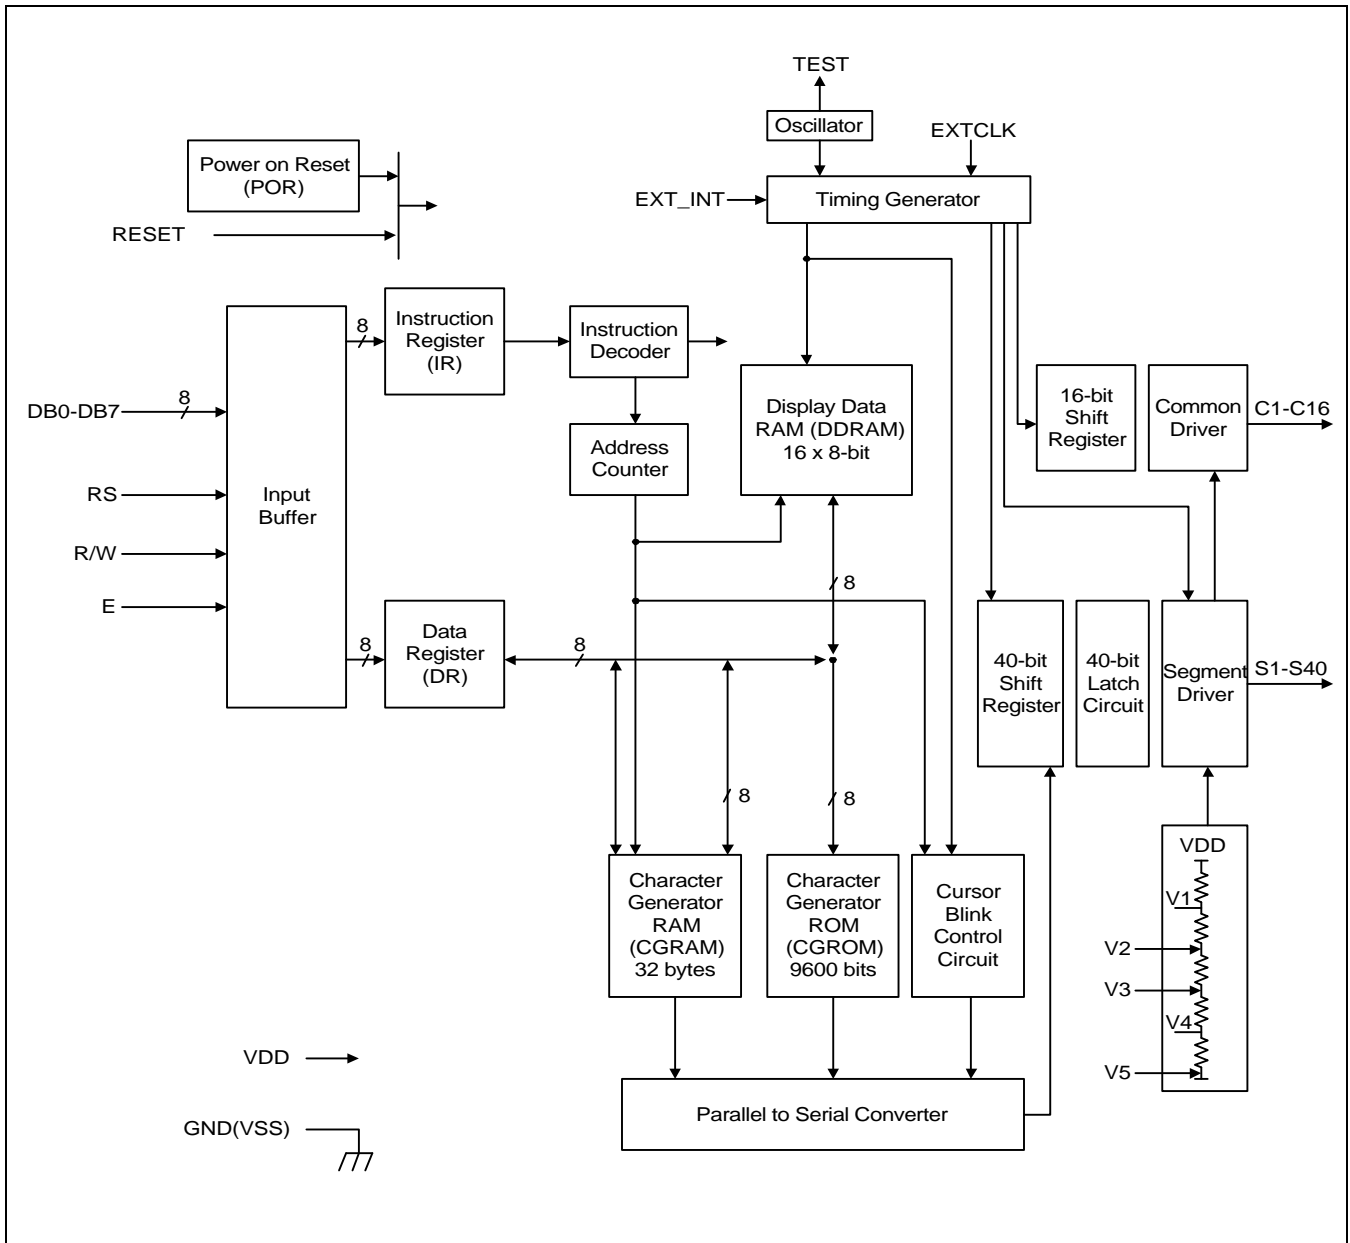 TEST
Oscillator
EXTCLK
Power on Reset
(POR)
EXT_INT
Timing Generator
RESET
8
Instruction
Register
(IR)
Instruction
Decoder
DB0-DB7
8
Display Data
RAM (DDRAM)
16 x 8-bit
16-bit
Shift
Register
Common
Driver
C1-C16
Address
Counter
RS
Input
Buffer
R/W
E
8
8
Data
Register
(DR)
8
40-bit
Shift
Register
40-bit
Latch
Circuit
Segment
Driver
S1-S40
8
8
Character
Generator
RAM
(CGRAM)
32 bytes
Character
Generator
ROM
(CGROM)
9600 bits
Cursor
Blink
Control
Circuit
VDD
V1
V2
V3
V4
V5
VDD
Parallel to Serial Converter
GND(VSS)